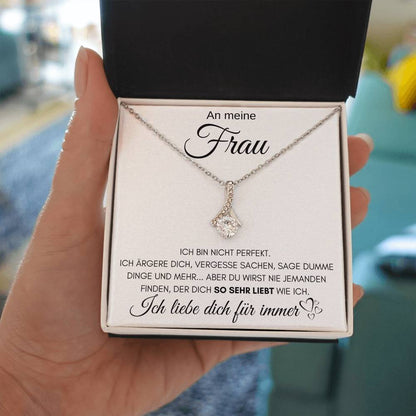 An meine
Frau
ICH BIN NICHT PERFEKT.
ICH ÄRGERE DICH, VERGESSE SACHEN, SAGE DUMME
DINGE UND MEHR... ABER DU WIRST NIE JEMANDEN
FINDEN, DER DICH SO SEHR LIEBT WIE ICH.
Ich liebe dich für immer